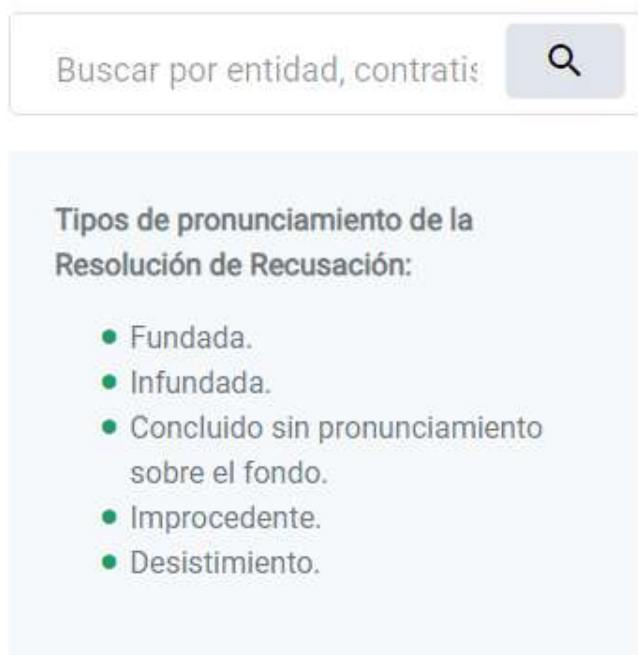 Buscar por entidad, contratis
Tipos de pronunciamiento de la
Resolución de Recusación:
Fundada.
Infundada.
Concluido sin pronunciamiento
sobre el fondo.
Improcedente.
Desistimiento.